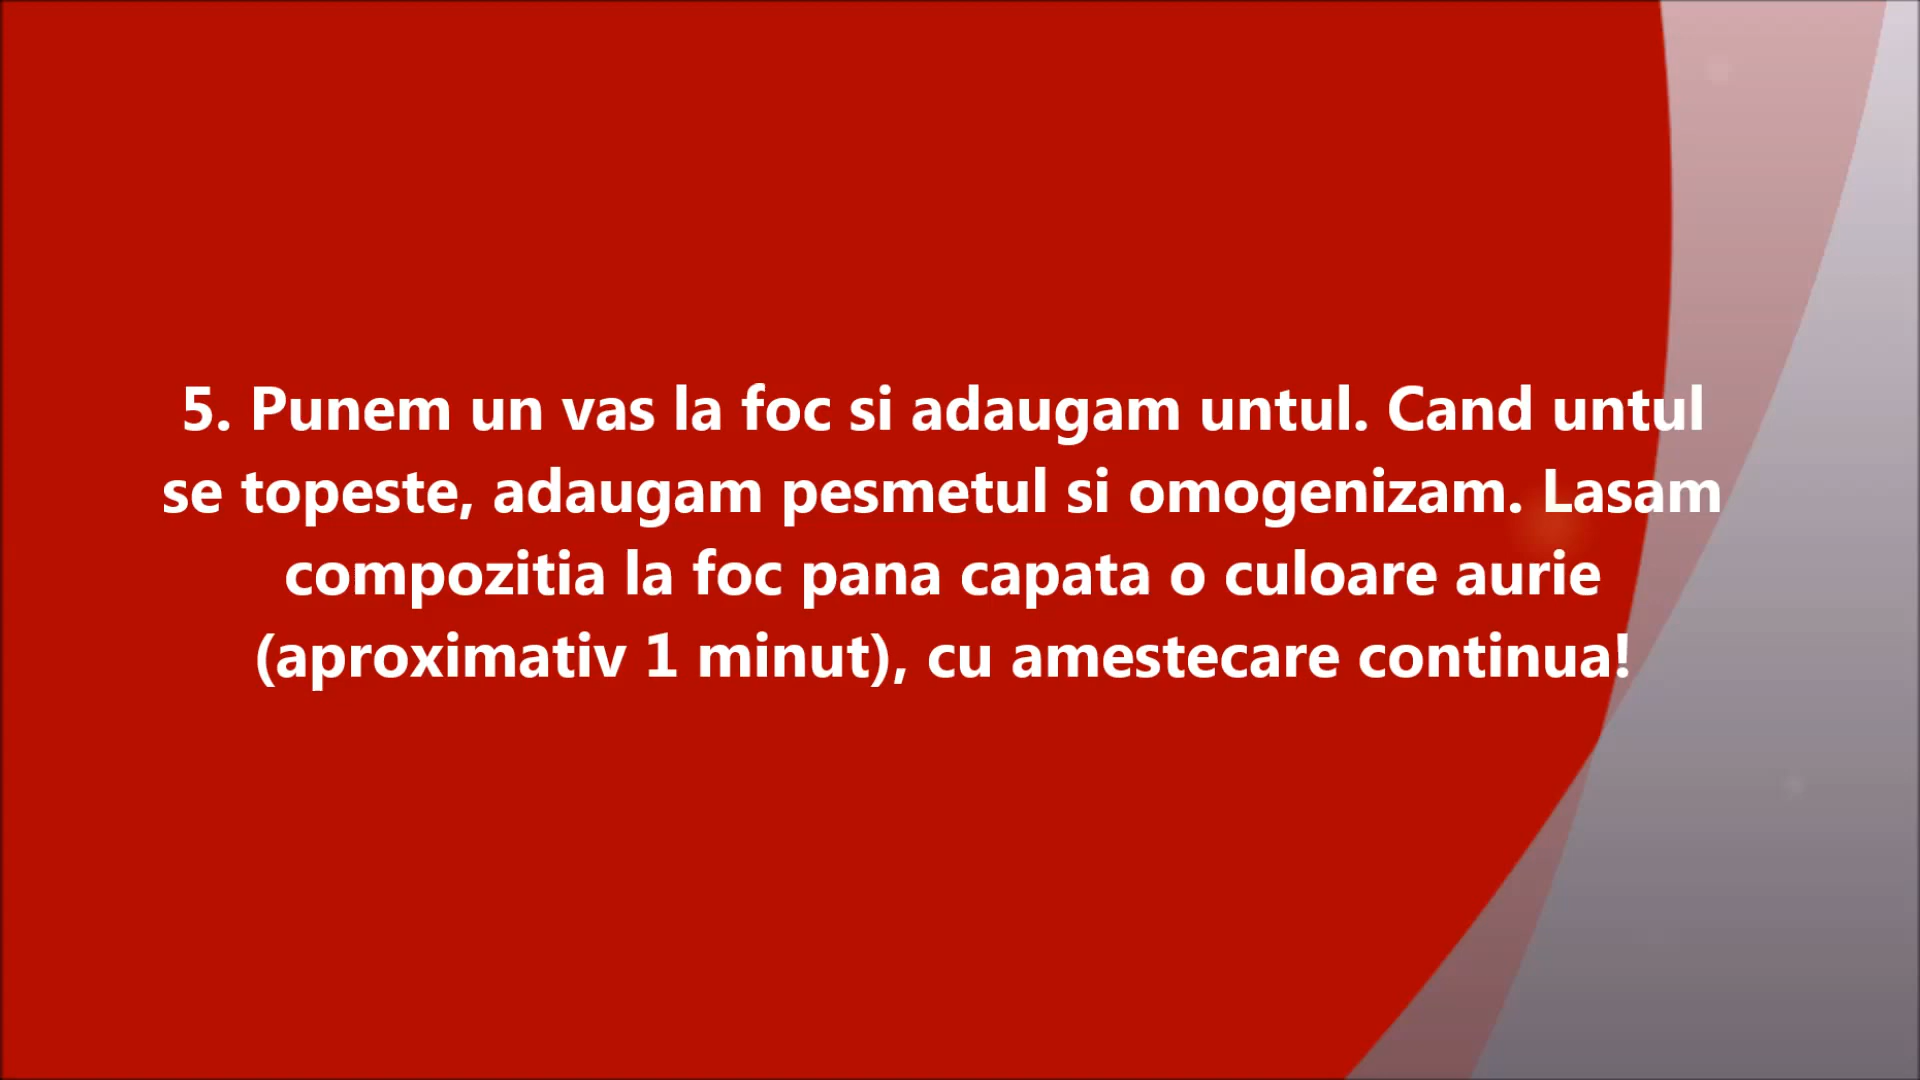 5. Punem un vas la foc si adaugam untul. Cand untul
se topeste, adaugam pesmetul si omogenizam. Lasam
compozitia la foc pana capata o culoare aurie
(aproximativ 1 minut), cu amestecare continua!